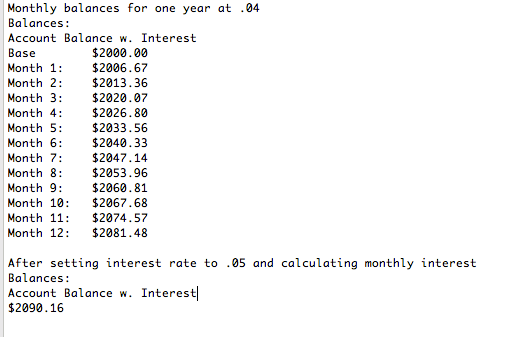 Monthly balances for one year at .04
Balances:
Account Balance w. Interest
Base $2000.00
Month 1: $2006.67
Month 2: $2013.36
Month 3: $2020.07
Month 4: $2026.80
Month 5: $2033.56
Month 6: $2040.33
Month 7: $2047.14
Month 8: $2053.96
Month 9: $2060.81
Month 10: $2067.68
Month 11: $2074.57
Month 12: $2081.48
After setting interest rate to .05 and calculating monthly interest
Balances:
Account Balance w. Interest
$2090.16